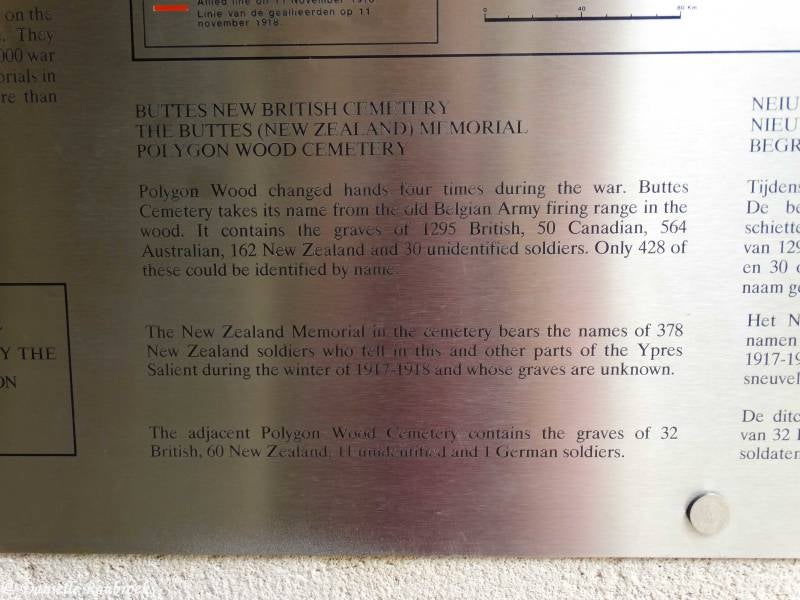 on the
. They
000 war
orials in
re than
Y THE
ON
Allied line on 11 November 1918
Linie van de geallieerden op 11
november 1918.
0 40 80 Km
BUTTES NEW BRITISH CEMETERY
THE BUTTES (NEW ZEALAND) MEMORIAL
POLYGON WOOD CEMETERY
Polygon Wood changed hands four times during the war. Buttes
Cemetery takes its name from the old Belgian Army firing range in the
wood. It contains the graves of 1295 British, 50 Canadian, 564
Australian, 162 New Zealand and 30 unidentified soldiers. Only 428 of
these could be identified by name.
The New Zealand Memorial in the cemetery bears the names of 378
New Zealand soldiers who fell in this and other parts of the Ypres
Salient during the winter of 1917-1918 and whose graves are unknown.
The adjacent Polygon Wood Cemetery contains the graves of 32
British, 60 New Zealand, 11 unidentified and 1 German soldiers.
NEIU
NIEU
BEGR
Tijdens
De be
schiette
van 129
en 30 o
naam ge
Het N
namen
1917-19
sneuvel
De ditc
van 32 
soldaten